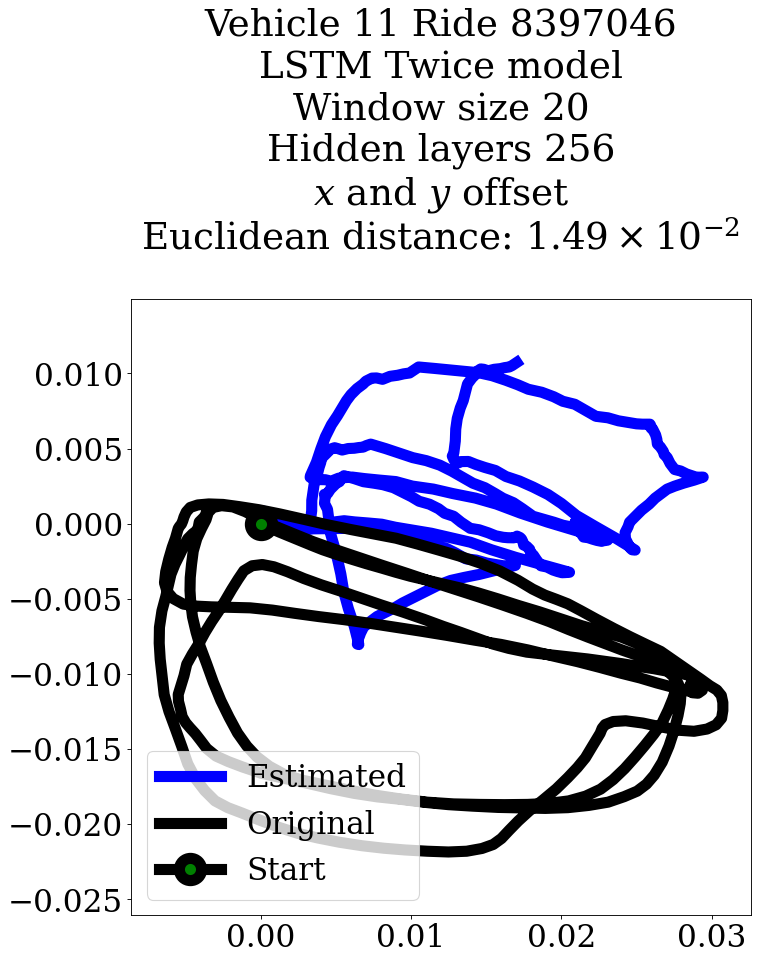 Vehicle 11 Ride 8397046
LSTM Twice model
Window size 20
Hidden layers 256
x and y offset
Euclidean distance: 1.49 × 10⁻²
0.010
0.005
0.000
−0.005
−0.010
−0.015
−0.020
−0.025
Estimated
Original
Start
0.00 0.01 0.02 0.03